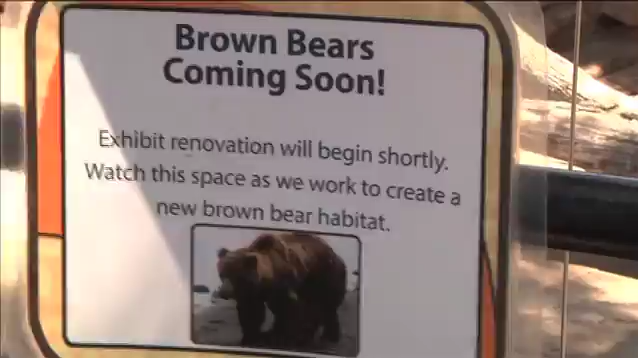 Brown Bears
Coming Soon!
Exhibit renovation will begin shortly.
Watch this space as we work to create a
new brown bear habitat.